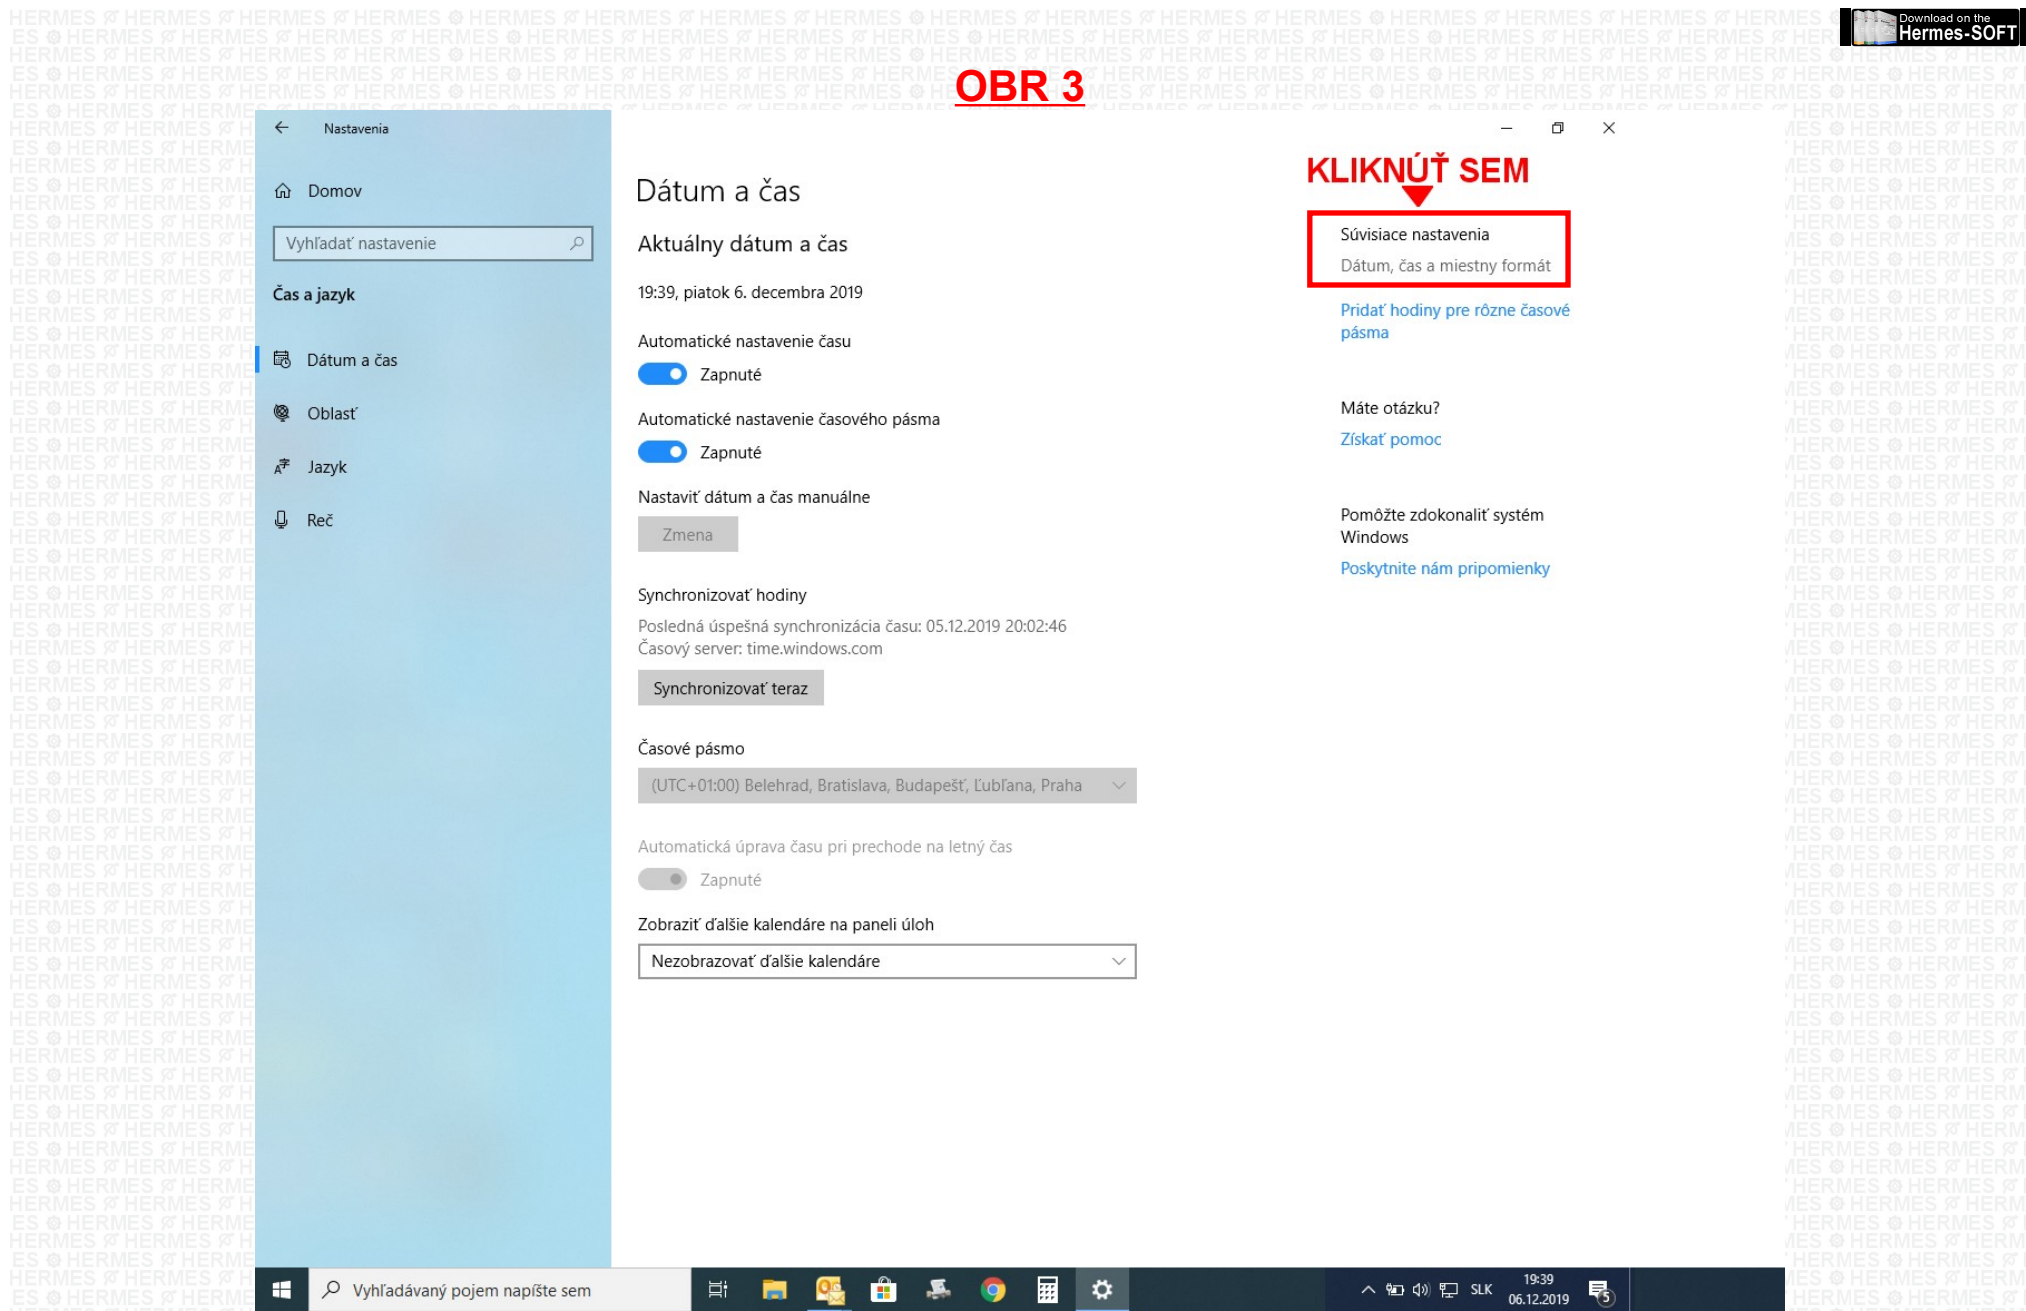 Download on the
Hermes-SOFT
OBR 3
Nastavenia
Domov
Vyhľadať nastavenie
Čas a jazyk
Dátum a čas
Oblasť
Jazyk
Reč
Dátum a čas
Aktuálny dátum a čas
19:39, piatok 6. decembra 2019
Automatické nastavenie času
Zapnuté
Automatické nastavenie časového pásma
Zapnuté
Nastaviť dátum a čas manuálne
Zmena
Synchronizovať hodiny
Posledná úspešná synchronizácia času: 05.12.2019 20:02:46
Časový server: time.windows.com
Synchronizovať teraz
Časové pásmo
(UTC+01:00) Belehrad, Bratislava, Budapešť, Ľubľana, Praha
Automatická úprava času pri prechode na letný čas
Zapnuté
Zobraziť ďalšie kalendáre na paneli úloh
Nezobrazovať ďalšie kalendáre
KLIKNÚŤ SEM
Súvisiace nastavenia
Dátum, čas a miestny formát
Pridať hodiny pre rôzne časové
pásma
Máte otázku?
Získať pomoc
Pomôžte zdokonaliť systém
Windows
Poskytnite nám pripomienky
Vyhľadávaný pojem napíšte sem
SLK
19:39
06.12.2019
5